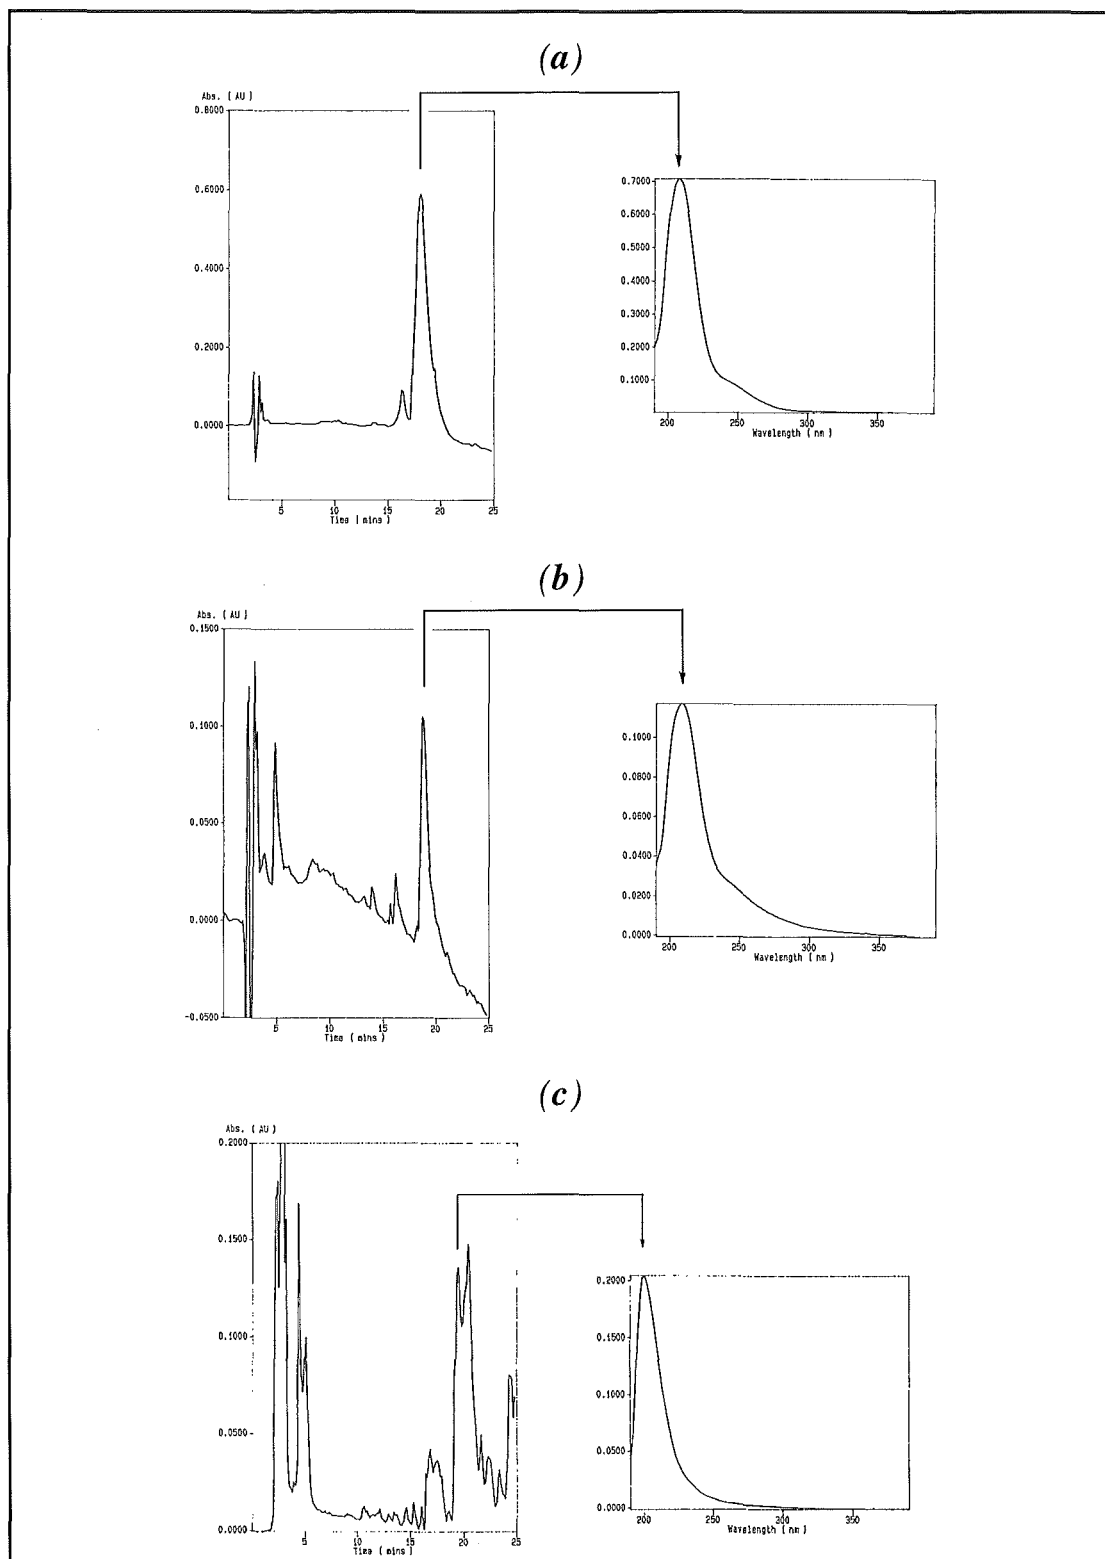 (a)
Abs. ( AU )
0.8000
0.6000
0.4000
0.2000
0.0000
5 10 15 20 25
Time ( mins )
0.7000
0.6000
0.5000
0.4000
0.3000
0.2000
0.1000
200 250 300 350
Wavelength ( nm )
(b)
Abs. ( AU )
0.1500
0.1000
0.0500
0.0000
-0.0500
5 10 15 20 25
Time ( mins )
0.1000
0.0800
0.0600
0.0400
0.0200
0.0000
200 250 300 350
Wavelength ( nm )
(c)
Abs. ( AU )
0.2000
0.1500
0.1000
0.0500
0.0000
5 10 15 20 25
Time ( mins )
0.2000
0.1500
0.1000
0.0500
0.0000
200 250 300 350
Wavelength ( nm )